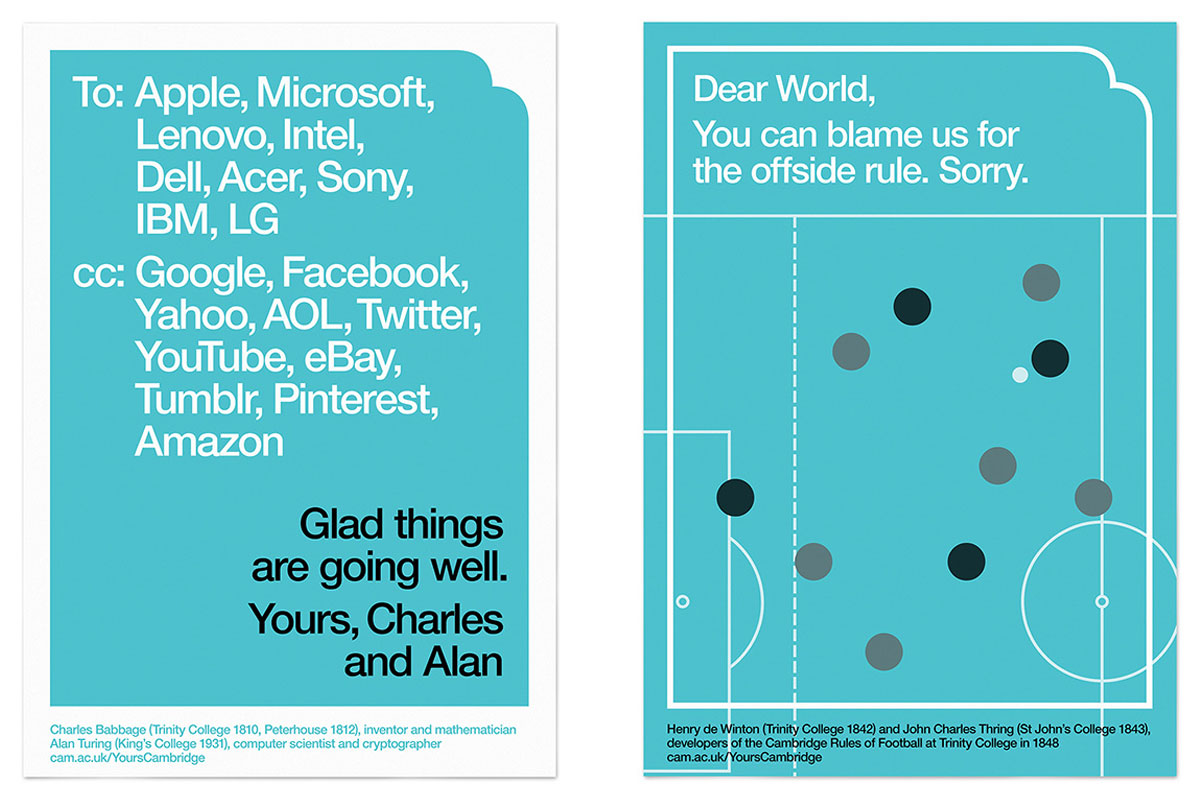 To: Apple, Microsoft,
Lenovo, Intel,
Dell, Acer, Sony,
IBM, LG
cc: Google, Facebook,
Yahoo, AOL, Twitter,
YouTube, eBay,
Tumblr, Pinterest,
Amazon
Glad things
are going well.
Yours, Charles
and Alan
Charles Babbage (Trinity College 1810, Peterhouse 1812), inventor and mathematician
Alan Turing (King's College 1931), computer scientist and cryptographer
cam.ac.uk/YoursCambridge
Dear World,
You can blame us for
the offside rule. Sorry.
Henry de Winton (Trinity College 1842) and John Charles Thring (St John's College 1843),
developers of the Cambridge Rules of Football at Trinity College in 1848
cam.ac.uk/YoursCambridge